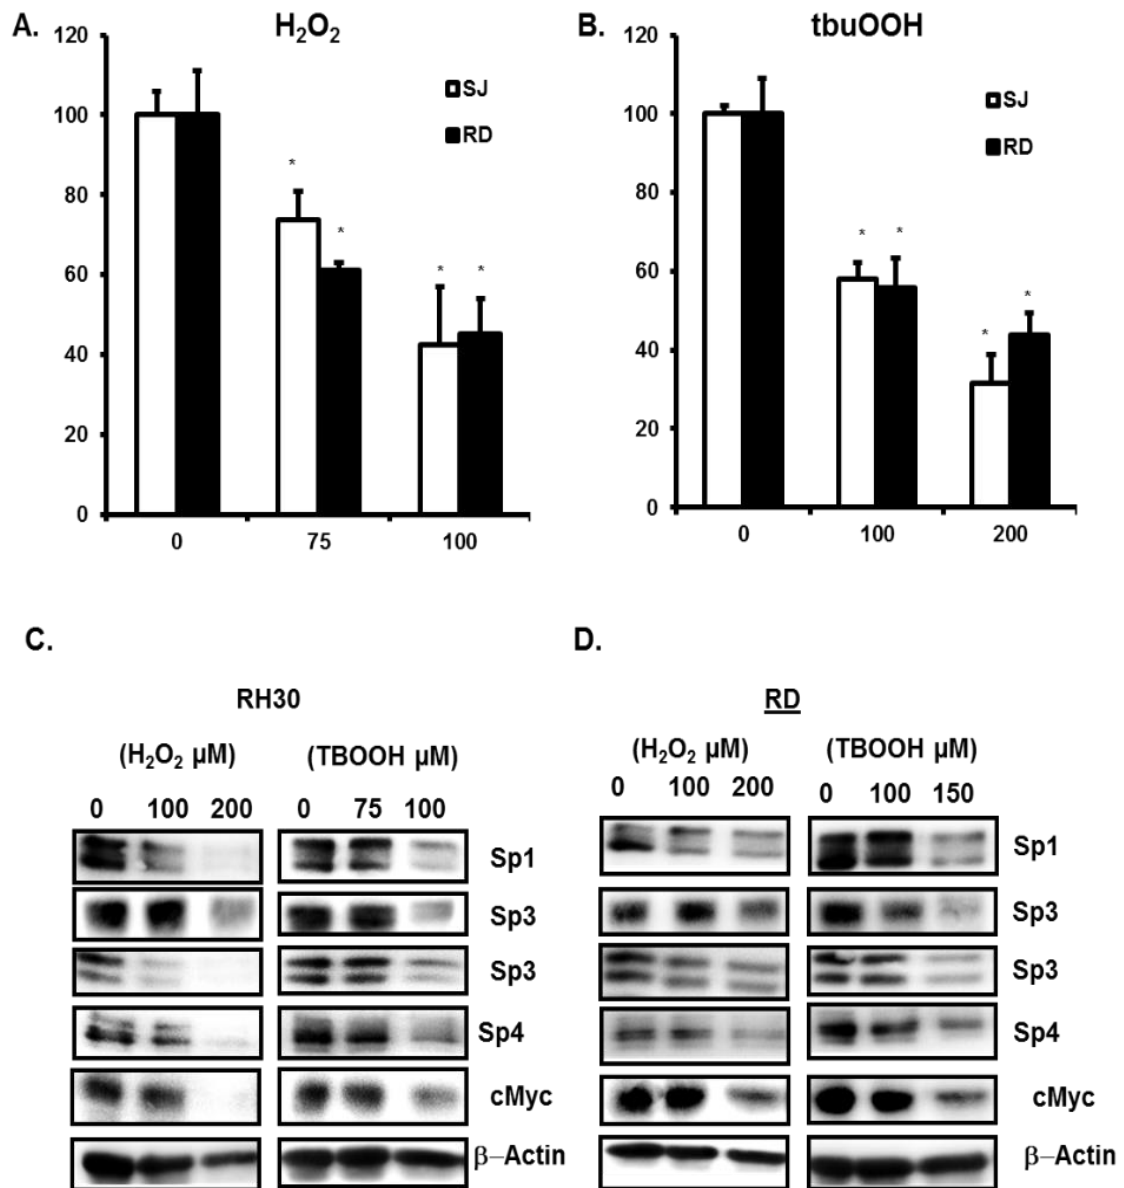 A.
H₂O₂
120
100
80
60
40
20
0
SJ
RD
*
*
*
*
0 75 100
B.
tbuOOH
120
100
80
60
40
20
0
SJ
RD
*
*
*
*
0 100 200
C.
RH30
(H₂O₂ µM) (TBOOH µM)
0 100 200 0 75 100
Sp1
Sp3
Sp3
Sp4
cMyc
β–Actin
D.
RD
(H₂O₂ µM) (TBOOH µM)
0 100 200 0 100 150
Sp1
Sp3
Sp3
Sp4
cMyc
β–Actin